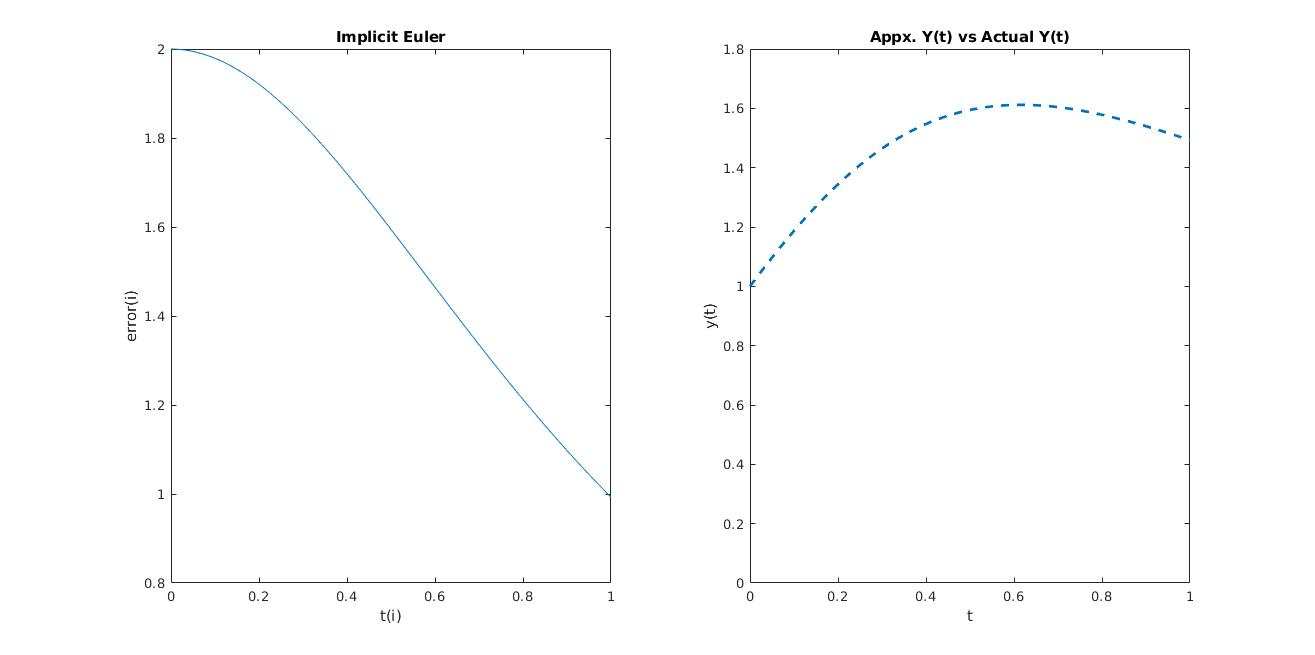 Implicit Euler
2
1.8
1.6
1.4
1.2
1
0.8
error(i)
0 0.2 0.4 0.6 0.8 1
t(i)
Appx. Y(t) vs Actual Y(t)
1.8
1.6
1.4
1.2
1
0.8
0.6
0.4
0.2
0
y(t)
0 0.2 0.4 0.6 0.8 1
t